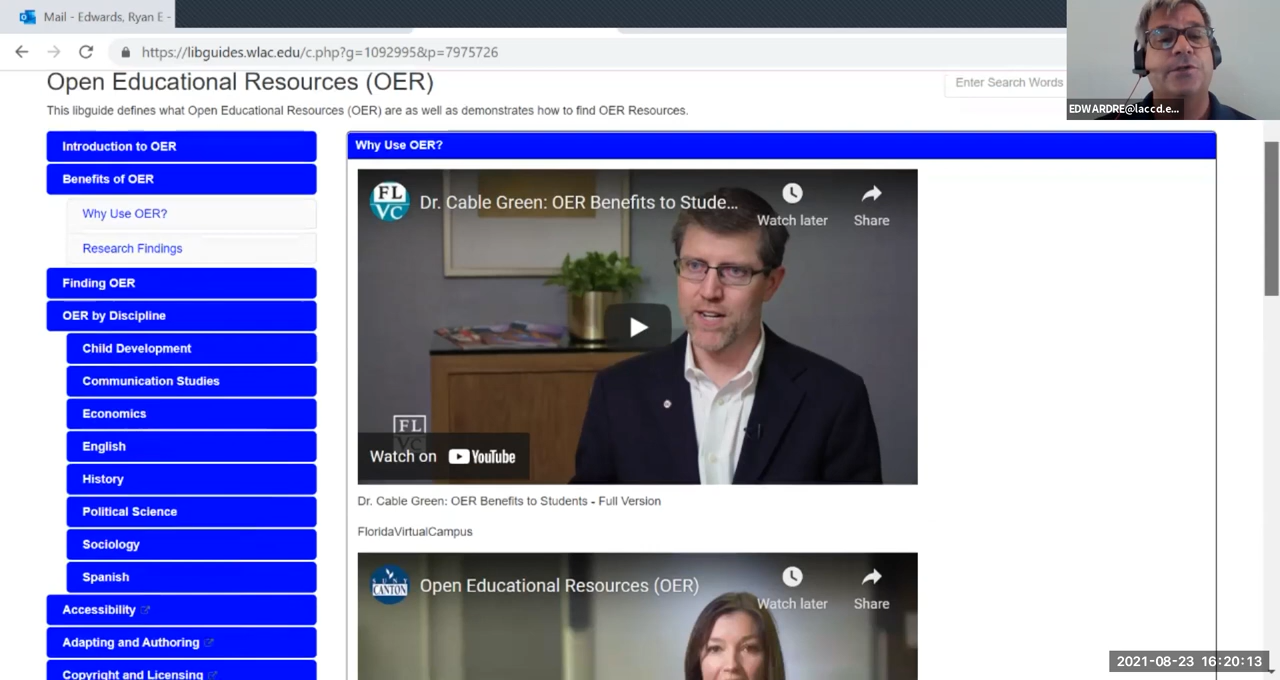 Mail - Edwards, Ryan E -
https://libguides.wlac.edu/c.php?g=1092995&p=7975726
Open Educational Resources (OER)
Enter Search Words
This libguide defines what Open Educational Resources (OER) are as well as demonstrates how to find OER Resources.
EDWARDRE@laccd.e...
Introduction to OER
Benefits of OER
Why Use OER?
Research Findings
Finding OER
OER by Discipline
Child Development
Communication Studies
Economics
English
History
Political Science
Sociology
Spanish
Accessibility
Adapting and Authoring
Copyright and Licensing
Why Use OER?
FL
VC
Dr. Cable Green: OER Benefits to Stude...
Watch later
Share
FL
VC
Watch on YouTube
Dr. Cable Green: OER Benefits to Students - Full Version
FloridaVirtualCampus
SUNY
CANTON
Open Educational Resources (OER)
Watch later
Share
2021-08-23 16:20:13